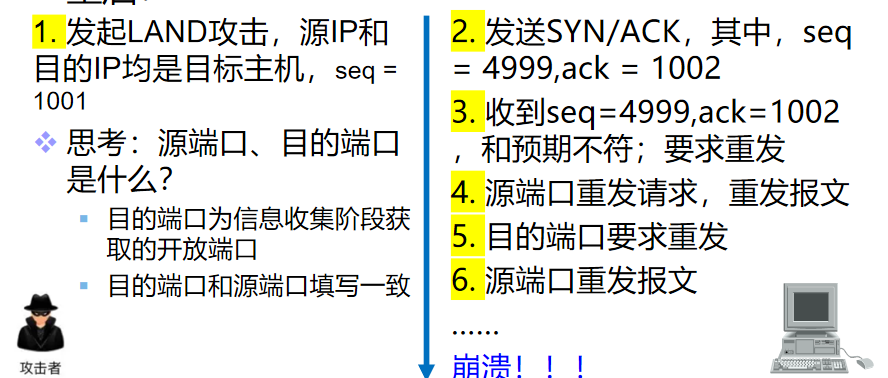 1. 发起LAND攻击，源IP和
目的IP均是目标主机，seq =
1001
思考：源端口、目的端口
是什么？
目的端口为信息收集阶段获
取的开放端口
目的端口和源端口填写一致
攻击者
2. 发送SYN/ACK，其中，seq
= 4999,ack = 1002
3. 收到seq=4999,ack=1002
，和预期不符；要求重发
4. 源端口重发请求，重发报文
5. 目的端口要求重发
6. 源端口重发报文
……
崩溃！！！